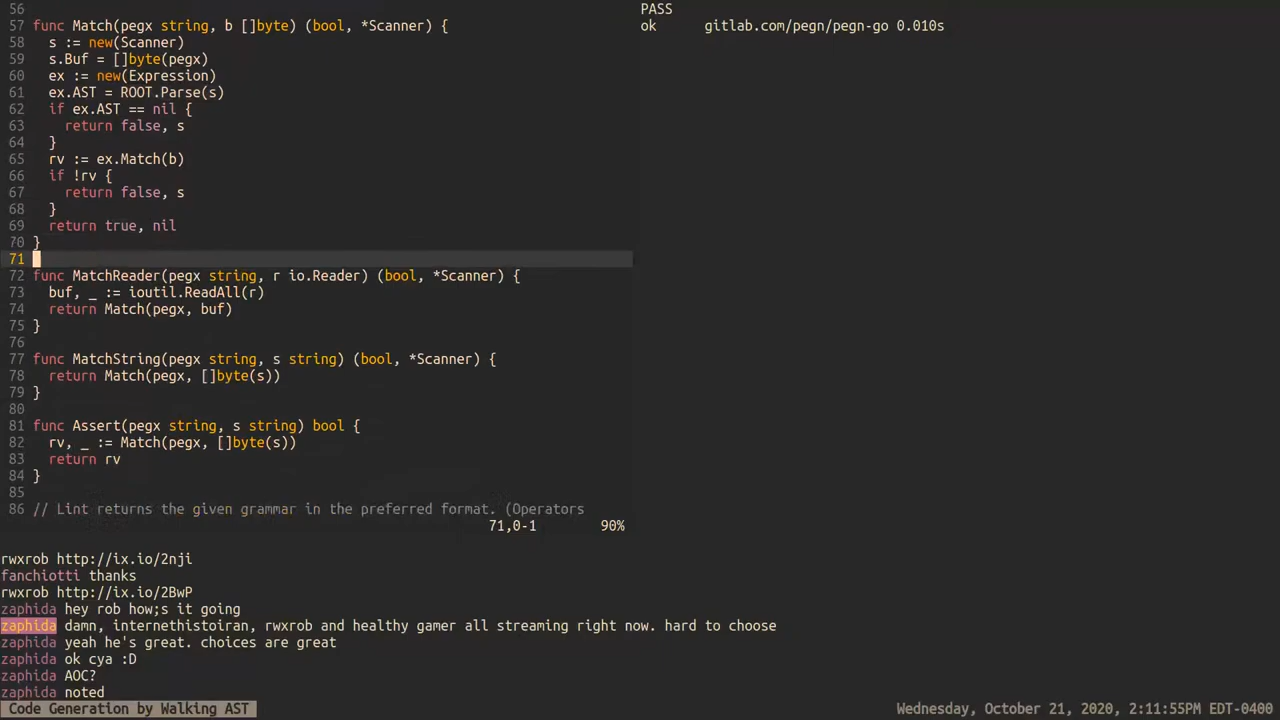 56
57 func Match(pegx string, b []byte) (bool, *Scanner) {
58   s := new(Scanner)
59   s.Buf = []byte(pegx)
60   ex := new(Expression)
61   ex.AST = ROOT.Parse(s)
62   if ex.AST == nil {
63     return false, s
64   }
65   rv := ex.Match(b)
66   if !rv {
67     return false, s
68   }
69   return true, nil
70 }
71
72 func MatchReader(pegx string, r io.Reader) (bool, *Scanner) {
73   buf, _ := ioutil.ReadAll(r)
74   return Match(pegx, buf)
75 }
76
77 func MatchString(pegx string, s string) (bool, *Scanner) {
78   return Match(pegx, []byte(s))
79 }
80
81 func Assert(pegx string, s string) bool {
82   rv, _ := Match(pegx, []byte(s))
83   return rv
84 }
85
86 // Lint returns the given grammar in the preferred format. (Operators
71,0-1 90%
PASS
ok gitlab.com/pegn/pegn-go 0.010s
rwxrob http://ix.io/2nji
fanchiotti thanks
rwxrob http://ix.io/2BwP
zaphida hey rob how;s it going
zaphida damn, internethistoiran, rwxrob and healthy gamer all streaming right now. hard to choose
zaphida yeah he's great. choices are great
zaphida ok cya :D
zaphida AOC?
zaphida noted
Code Generation by Walking AST
Wednesday, October 21, 2020, 2:11:55PM EDT-0400